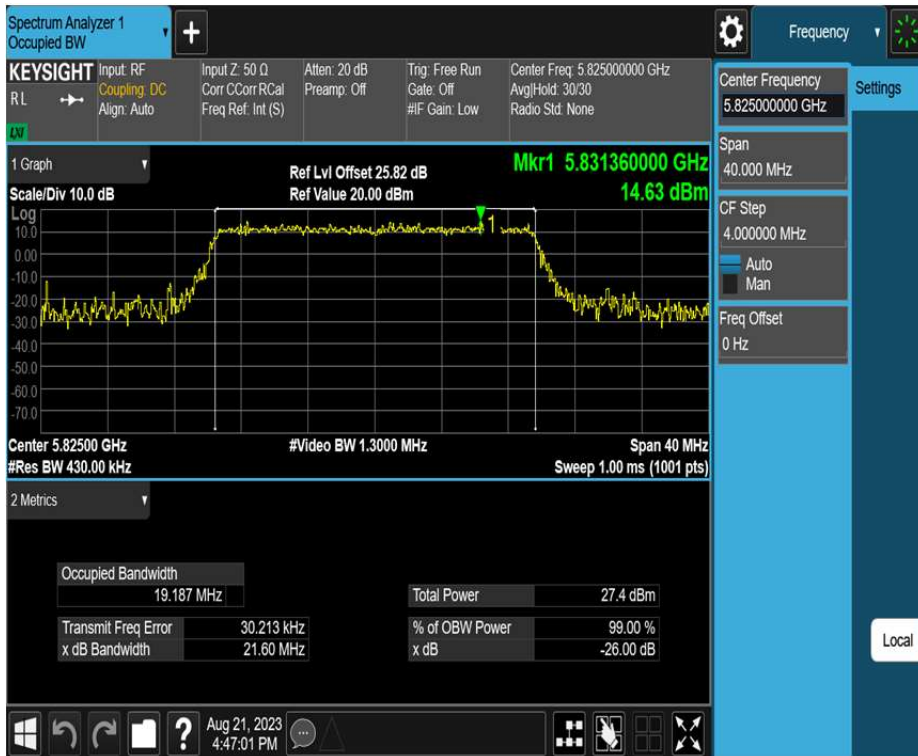 Spectrum Analyzer 1
Occupied BW
+
Frequency
KEYSIGHT
R L
LXI
Input: RF
Coupling: DC
Align: Auto
Input Z: 50 Ω
Corr CCorr RCal
Freq Ref: Int (S)
Atten: 20 dB
Preamp: Off
Trig: Free Run
Gate: Off
#IF Gain: Low
Center Freq: 5.825000000 GHz
Avg|Hold: 30/30
Radio Std: None
Center Frequency
5.825000000 GHz
Settings
Span
40.000 MHz
CF Step
4.000000 MHz
Auto
Man
Freq Offset
0 Hz
1 Graph
Scale/Div 10.0 dB
Ref Lvl Offset 25.82 dB
Ref Value 20.00 dBm
Mkr1 5.831360000 GHz
14.63 dBm
Log
10.0
0.00
-10.0
-20.0
-30.0
-40.0
-50.0
-60.0
-70.0
1
Center 5.82500 GHz
#Res BW 430.00 kHz
#Video BW 1.3000 MHz
Span 40 MHz
Sweep 1.00 ms (1001 pts)
2 Metrics
Occupied Bandwidth
19.187 MHz
Total Power 27.4 dBm
Transmit Freq Error 30.213 kHz
% of OBW Power 99.00 %
x dB Bandwidth 21.60 MHz
x dB -26.00 dB
Local
?
Aug 21, 2023
4:47:01 PM